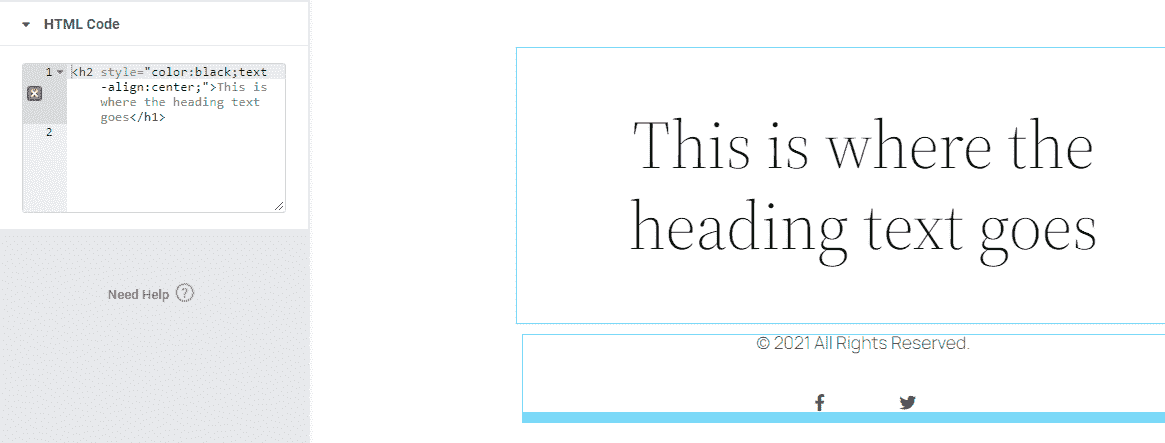 HTML Code
1 <h2 style="color:black;text
-align:center;">This is
where the heading text
goes</h1>
2
Need Help ?
This is where the
heading text goes
© 2021 All Rights Reserved.